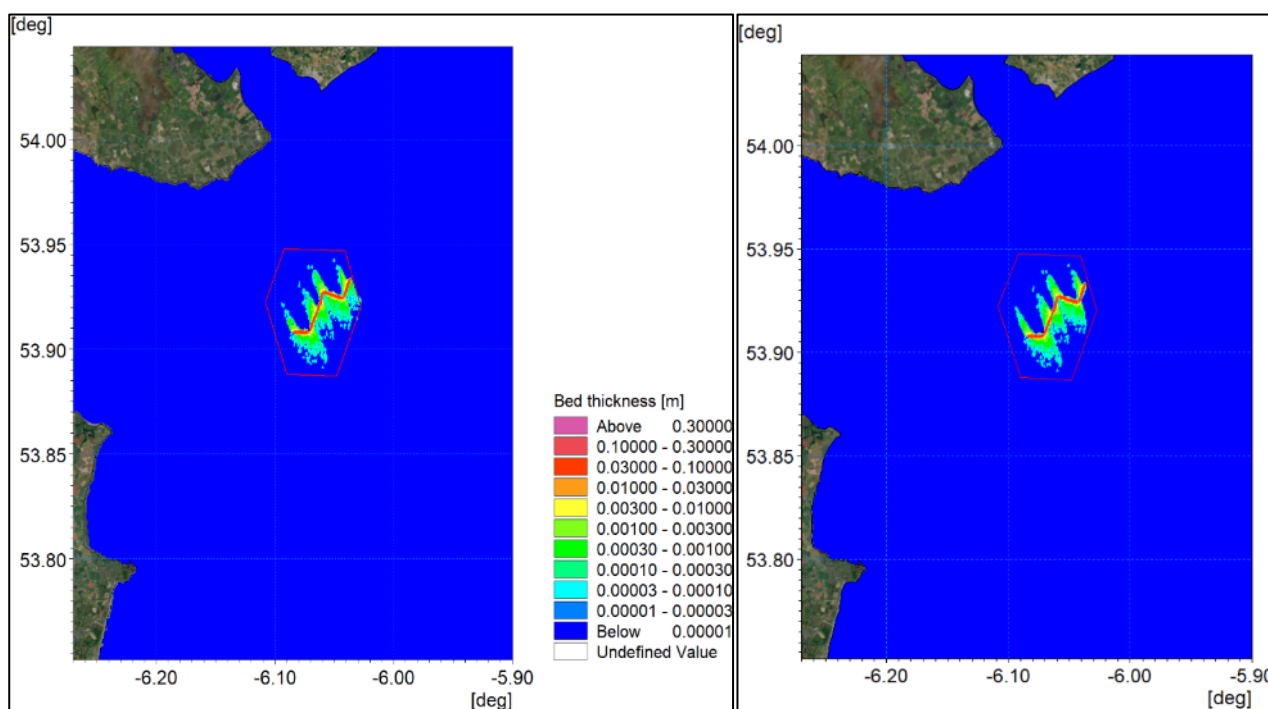 [deg]
54.00
53.95
53.90
53.85
53.80
-6.20
-6.10
-6.00
-5.90
[deg]
Bed thickness [m]
Above 0.30000
0.10000 - 0.30000
0.03000 - 0.10000
0.01000 - 0.03000
0.00300 - 0.01000
0.00100 - 0.00300
0.00030 - 0.00100
0.00010 - 0.00030
0.00003 - 0.00010
0.00001 - 0.00003
Below 0.00001
Undefined Value
[deg]
54.00
53.95
53.90
53.85
53.80
-6.20
-6.10
-6.00
-5.90
[deg]